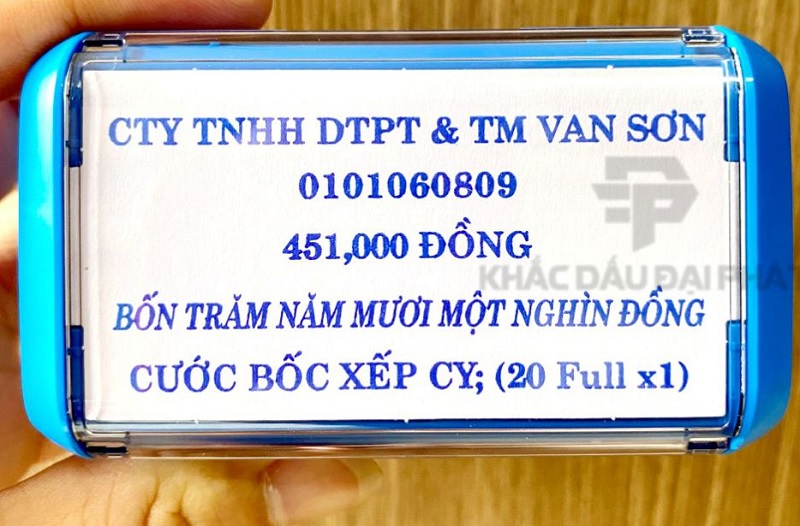 CTY TNHH DTPT & TM VAN SƠN
0101060809
451,000 ĐỒNG
KHẮC DẤU ĐẠI PHÁT
BỐN TRĂM NĂM MƯƠI MỘT NGHÌN ĐỒNG
CƯỚC BỐC XẾP CY; (20 Full x1)